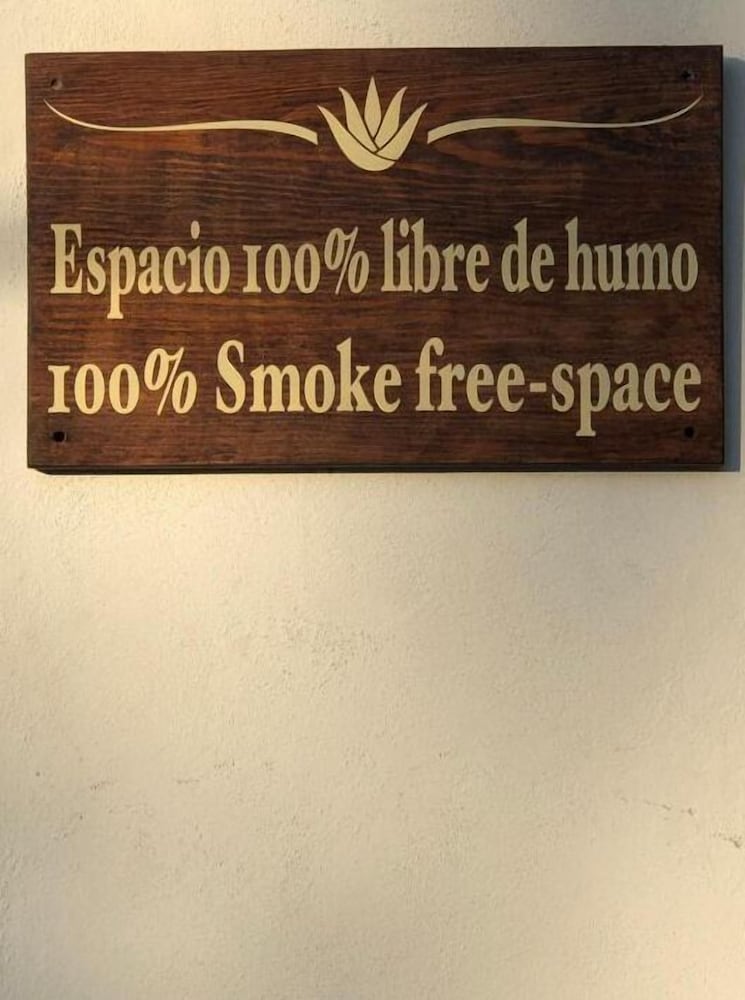 Espacio 100% libre de humo
100% Smoke free-space